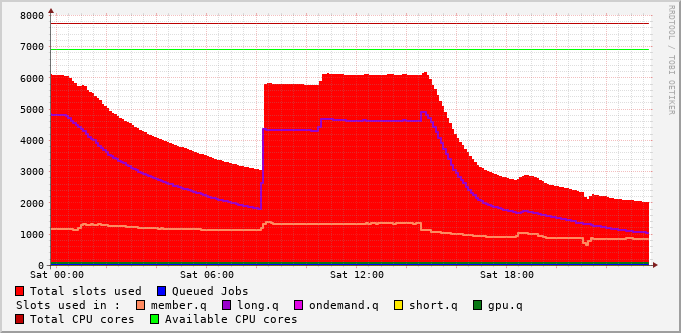 RRDTOOL / TOBI OETIKER
8000
7000
6000
5000
4000
3000
2000
1000
0
Sat 00:00 Sat 06:00 Sat 12:00 Sat 18:00
Total slots used Queued Jobs
Slots used in : member.q long.q ondemand.q short.q gpu.q
Total CPU cores Available CPU cores